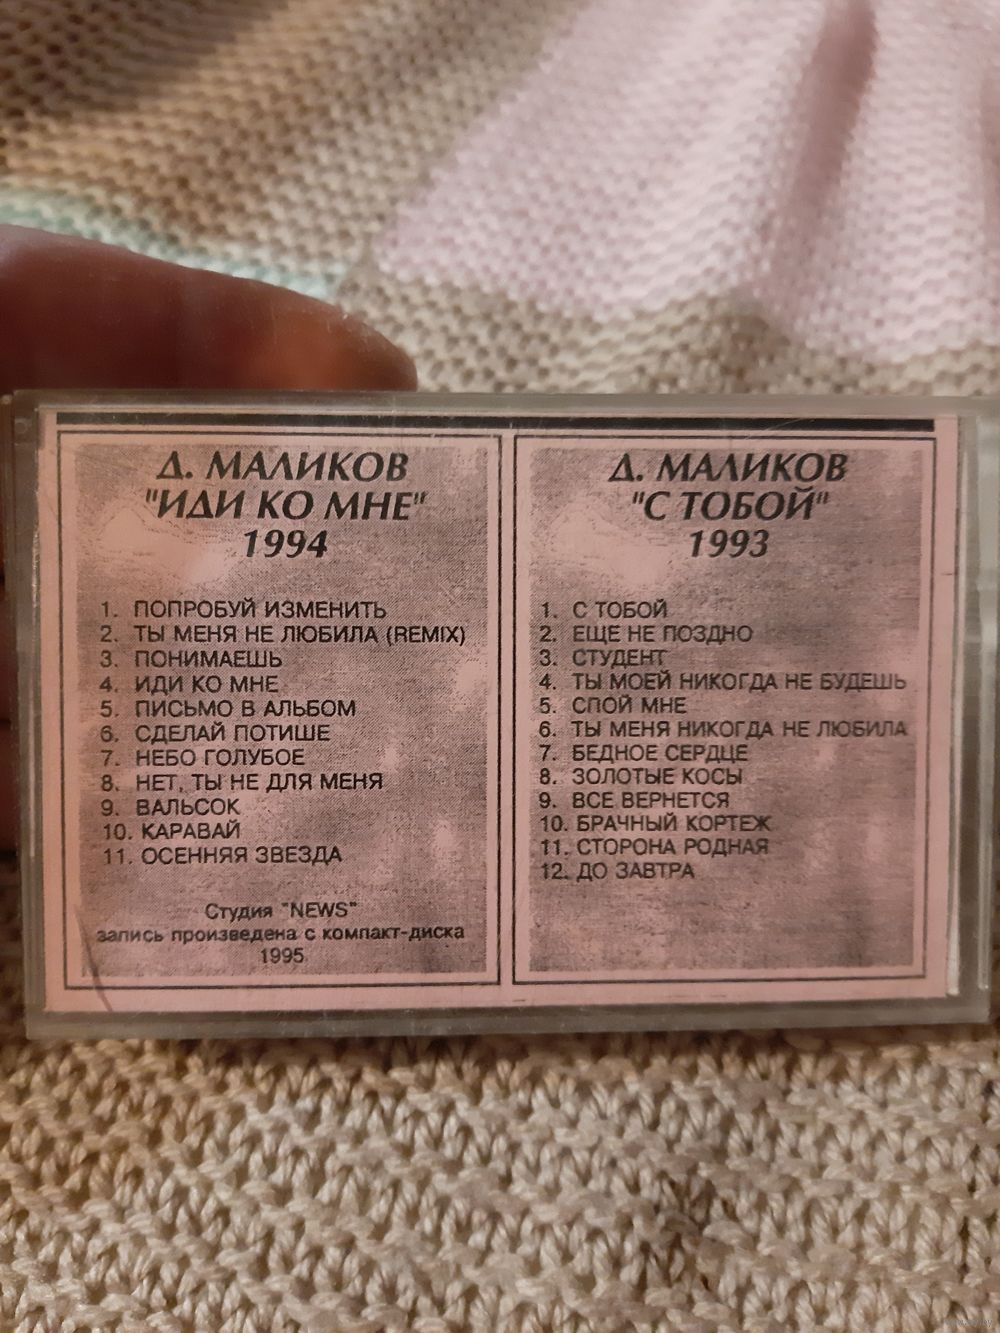 Д. МАЛИКОВ
"ИДИ КО МНЕ"
1994
1. ПОПРОБУЙ ИЗМЕНИТЬ
2. ТЫ МЕНЯ НЕ ЛЮБИЛА (REMIX)
3. ПОНИМАЕШЬ
4. ИДИ КО МНЕ
5. ПИСЬМО В АЛЬБОМ
6. СДЕЛАЙ ПОТИШЕ
7. НЕБО ГОЛУБОЕ
8. НЕТ, ТЫ НЕ ДЛЯ МЕНЯ
9. ВАЛЬСОК
10. КАРАВАЙ
11. ОСЕННЯЯ ЗВЕЗДА
Студия "NEWS"
запись произведена с компакт-диска
1995
Д. МАЛИКОВ
"С ТОБОЙ"
1993
1. С ТОБОЙ
2. ЕЩЕ НЕ ПОЗДНО
3. СТУДЕНТ
4. ТЫ МОЕЙ НИКОГДА НЕ БУДЕШЬ
5. СПОЙ МНЕ
6. ТЫ МЕНЯ НИКОГДА НЕ ЛЮБИЛА
7. БЕДНОЕ СЕРДЦЕ
8. ЗОЛОТЫЕ КОСЫ
9. ВСЕ ВЕРНЕТСЯ
10. БРАЧНЫЙ КОРТЕЖ
11. СТОРОНА РОДНАЯ
12. ДО ЗАВТРА